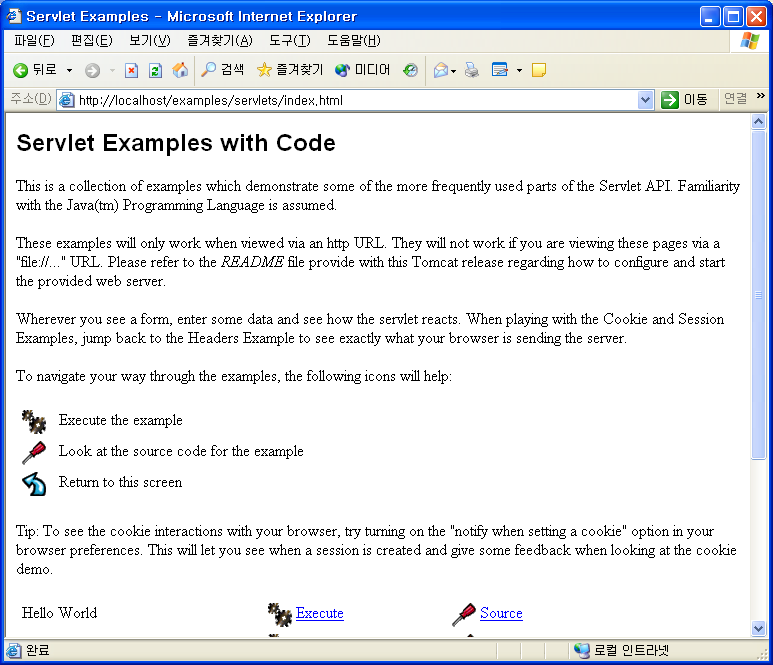 Servlet Examples - Microsoft Internet Explorer
파일(F) 편집(E) 보기(V) 즐겨찾기(A) 도구(T) 도움말(H)
뒤로 검색 즐겨찾기 미디어
주소(D) http://localhost/examples/servlets/index.html 이동 연결 »
Servlet Examples with Code
This is a collection of examples which demonstrate some of the more frequently used parts of the Servlet API. Familiarity
with the Java(tm) Programming Language is assumed.
These examples will only work when viewed via an http URL. They will not work if you are viewing these pages via a
"file://..." URL. Please refer to the README file provide with this Tomcat release regarding how to configure and start
the provided web server.
Wherever you see a form, enter some data and see how the servlet reacts. When playing with the Cookie and Session
Examples, jump back to the Headers Example to see exactly what your browser is sending the server.
To navigate your way through the examples, the following icons will help:
Execute the example
Look at the source code for the example
Return to this screen
Tip: To see the cookie interactions with your browser, try turning on the "notify when setting a cookie" option in your
browser preferences. This will let you see when a session is created and give some feedback when looking at the cookie
demo.
Hello World Execute Source
완료 로컬 인트라넷